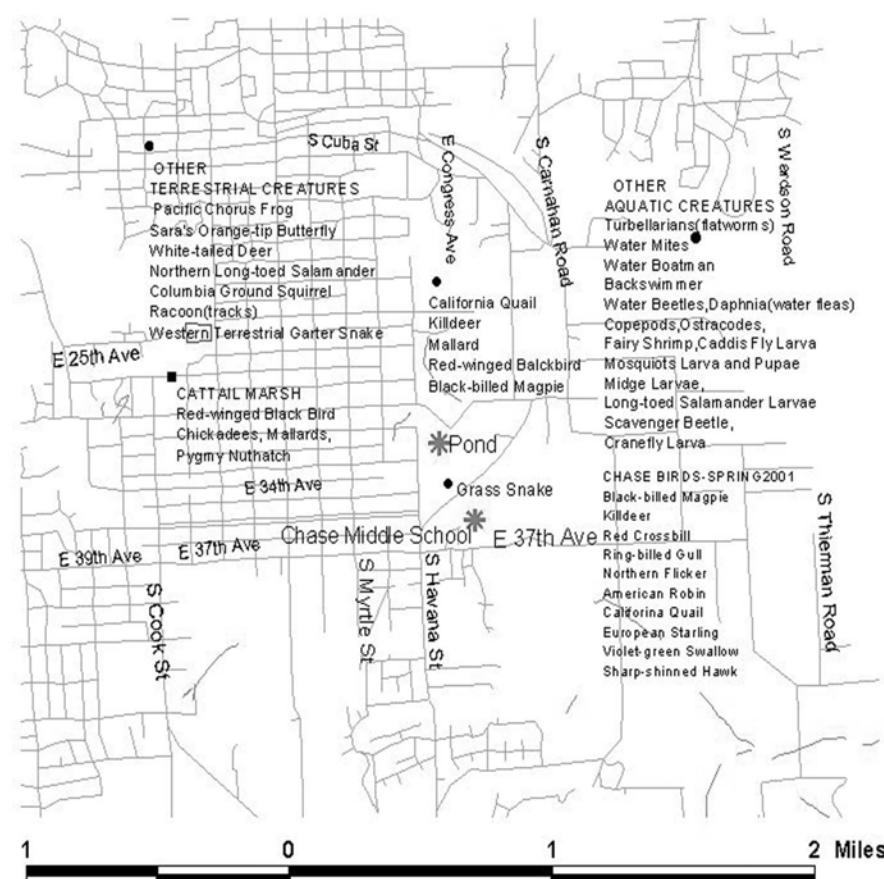 S Cuba St
E Congress Ave
S Carnahan Road
S Wardson Road
OTHER
TERRESTRIAL CREATURES
Pacific Chorus Frog
Sara's Orange-tip Butterfly
White-tailed Deer
Northern Long-toed Salamander
Columbia Ground Squirrel
Racoon(tracks)
Western Terrestrial Garter Snake
E 25th Ave
CATTAIL MARSH
Red-winged Black Bird
Chickadees, Mallards,
Pygmy Nuthatch
California Quail
Killdeer
Mallard
Red-winged Balckbird
Black-billed Magpie
OTHER
AQUATIC CREATURES
Turbellarians(flatworms)
Water Mites
Water Boatman
Backswimmer
Water Beetles,Daphnia(water fleas)
Copepods,Ostracodes,
Fairy Shrimp,Caddis Fly Larva
Mosquiots Larva and Pupae
Midge Larvae,
Long-toed Salamander Larvae
Scavenger Beetle,
Cranefly Larva
Pond
Grass Snake
E 34th Ave
Chase Middle School
E 37th Ave
E 39th Ave
E 37th Ave
CHASE BIRDS-SPRING2001
Black-billed Magpie
Killdeer
Red Crossbill
Ring-billed Gull
Northern Flicker
American Robin
Califorina Quail
European Starling
Violet-green Swallow
Sharp-shinned Hawk
S Cook St
S Myrtle St
S Havana St
S Thierman Road
1 0 1 2 Miles